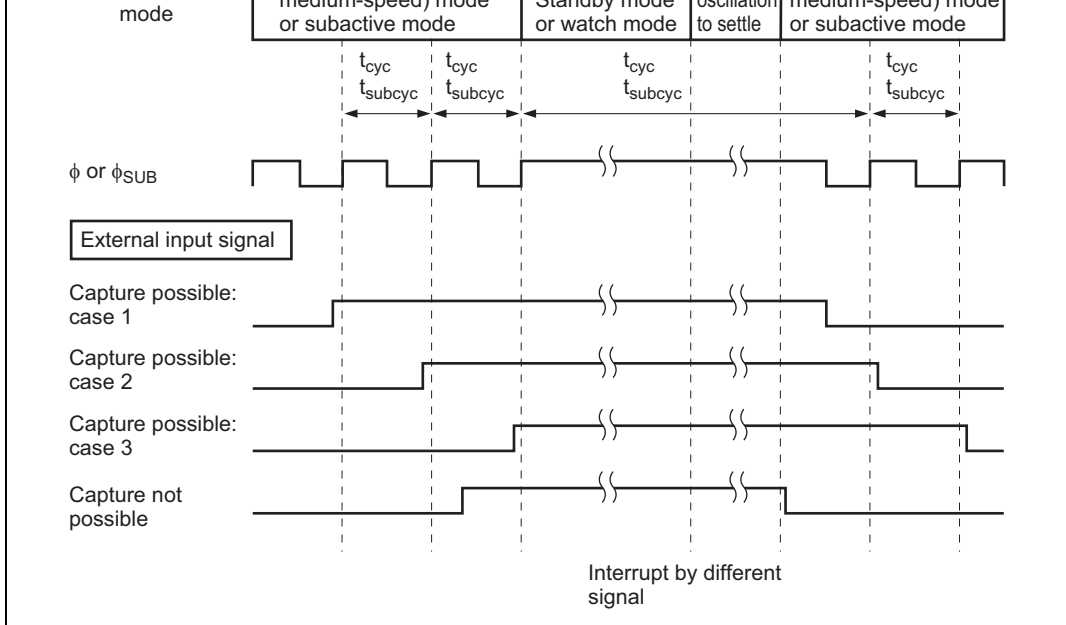 mode
medium-speed) mode
or subactive mode
Standby mode
or watch mode
oscillation
to settle
medium-speed) mode
or subactive mode
tcyc
tsubcyc
tcyc
tsubcyc
tcyc
tsubcyc
tcyc
tsubcyc
ϕ or ϕSUB
External input signal
Capture possible:
case 1
Capture possible:
case 2
Capture possible:
case 3
Capture not
possible
Interrupt by different
signal